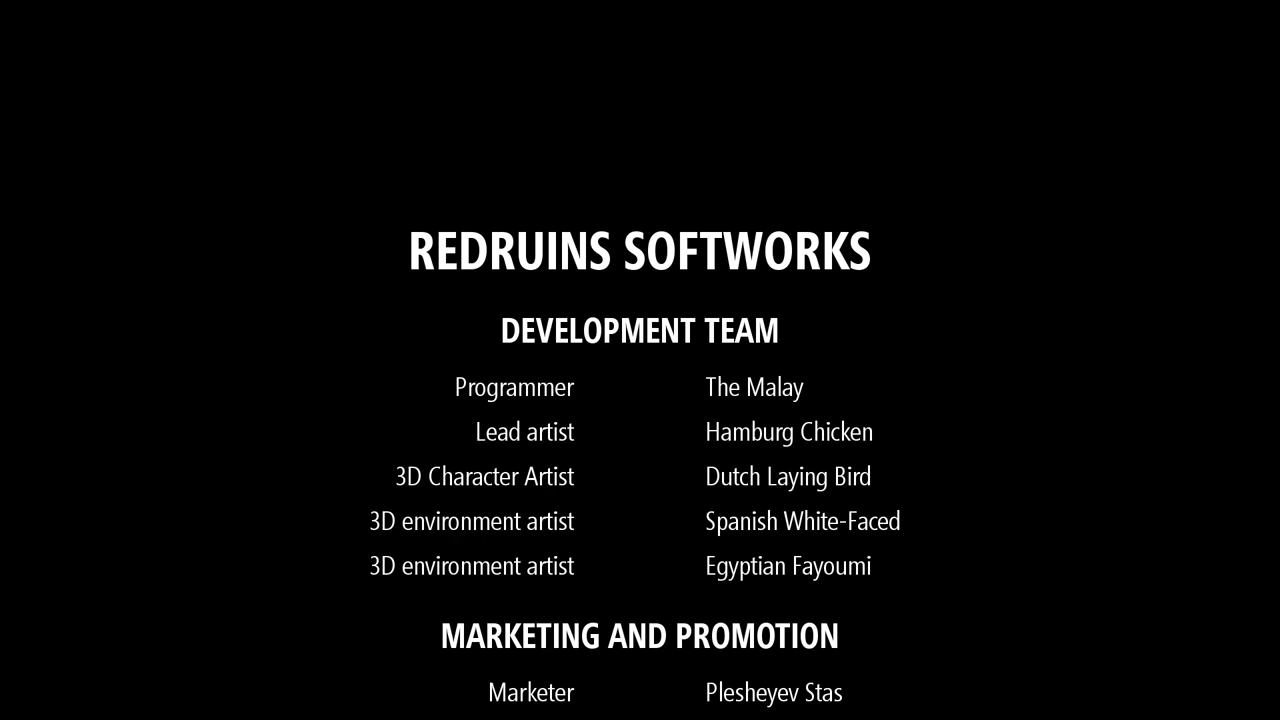 REDRUINS SOFTWORKS
DEVELOPMENT TEAM
Programmer The Malay
Lead artist Hamburg Chicken
3D Character Artist Dutch Laying Bird
3D environment artist Spanish White-Faced
3D environment artist Egyptian Fayoumi
MARKETING AND PROMOTION
Marketer Plesheyev Stas